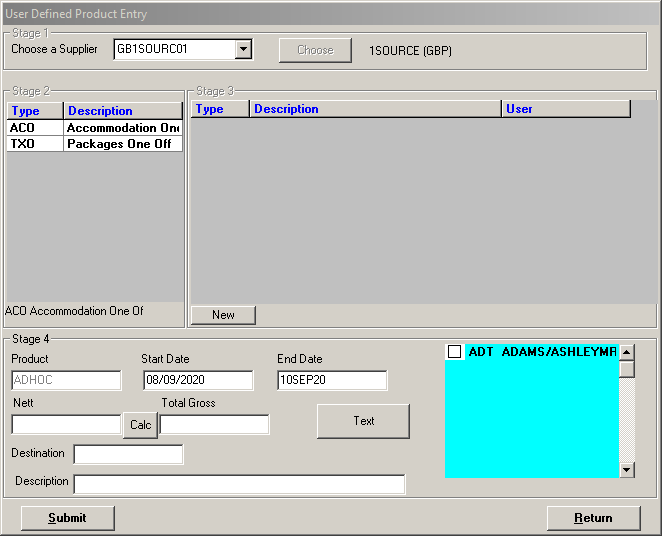 User Defined Product Entry
Stage 1
Choose a Supplier GB1SOURC01 Choose 1SOURCE (GBP)
Stage 2
Type Description
ACO Accommodation One
TXO Packages One Off
ACO Accommodation One Of
Stage 3
Type Description User
New
Stage 4
Product Start Date End Date
ADHOC 08/09/2020 10SEP20
Nett Total Gross
Calc Text
Destination
Description
ADT ADAMS/ASHLEYMR
Submit Return